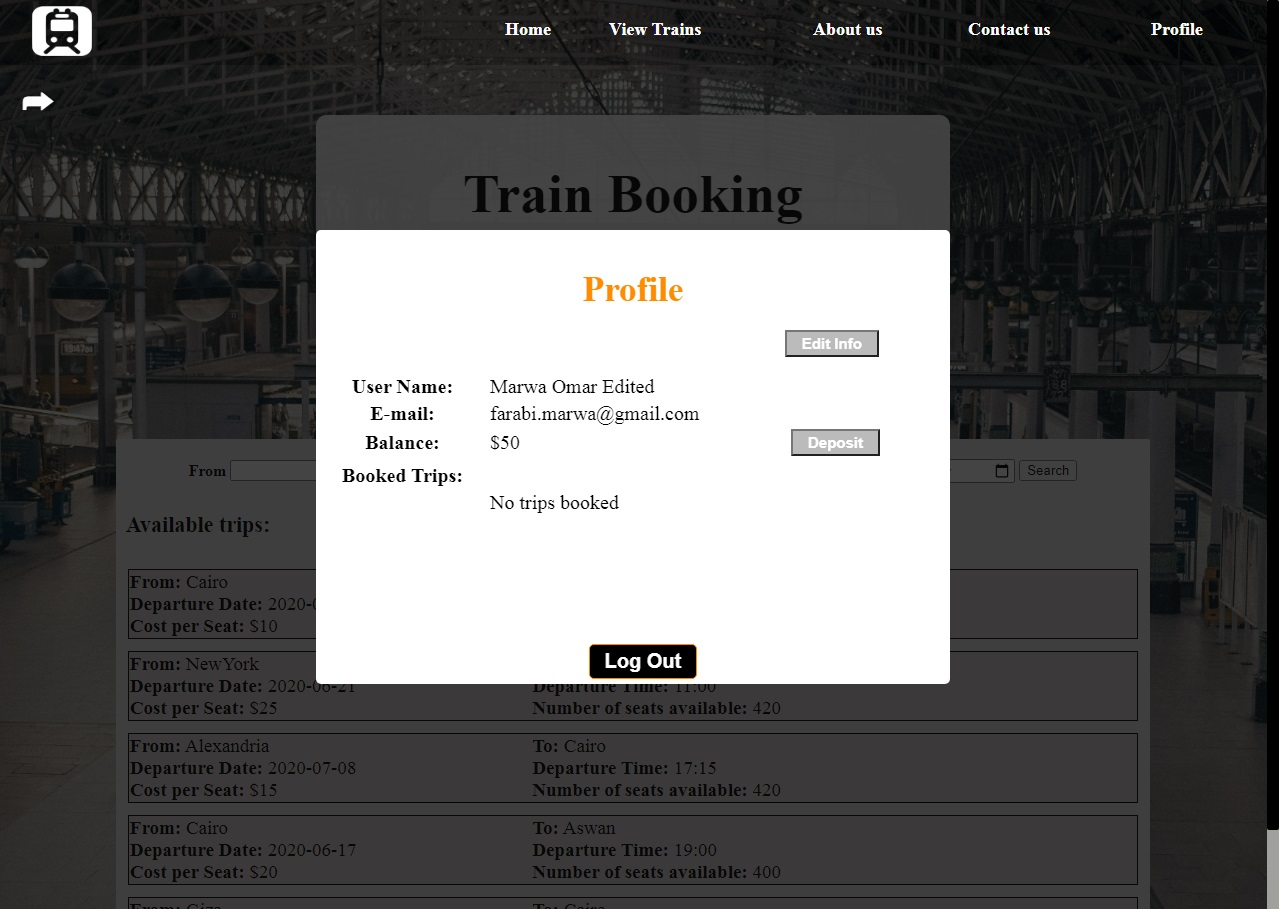 Home View Trains About us Contact us Profile
Train Booking
Profile
Edit Info
User Name: Marwa Omar Edited
E-mail: farabi.marwa@gmail.com
Balance: $50 Deposit
Booked Trips:
No trips booked
Log Out
From Search
Available trips:
From: Cairo
Departure Date:
Cost per Seat: $10
From: NewYork
Departure Date: 2020-06-21 Departure Time: 11:00
Cost per Seat: $25 Number of seats available: 420
From: Alexandria To: Cairo
Departure Date: 2020-07-08 Departure Time: 17:15
Cost per Seat: $15 Number of seats available: 420
From: Cairo To: Aswan
Departure Date: 2020-06-17 Departure Time: 19:00
Cost per Seat: $20 Number of seats available: 400
From: Giza To: Cairo